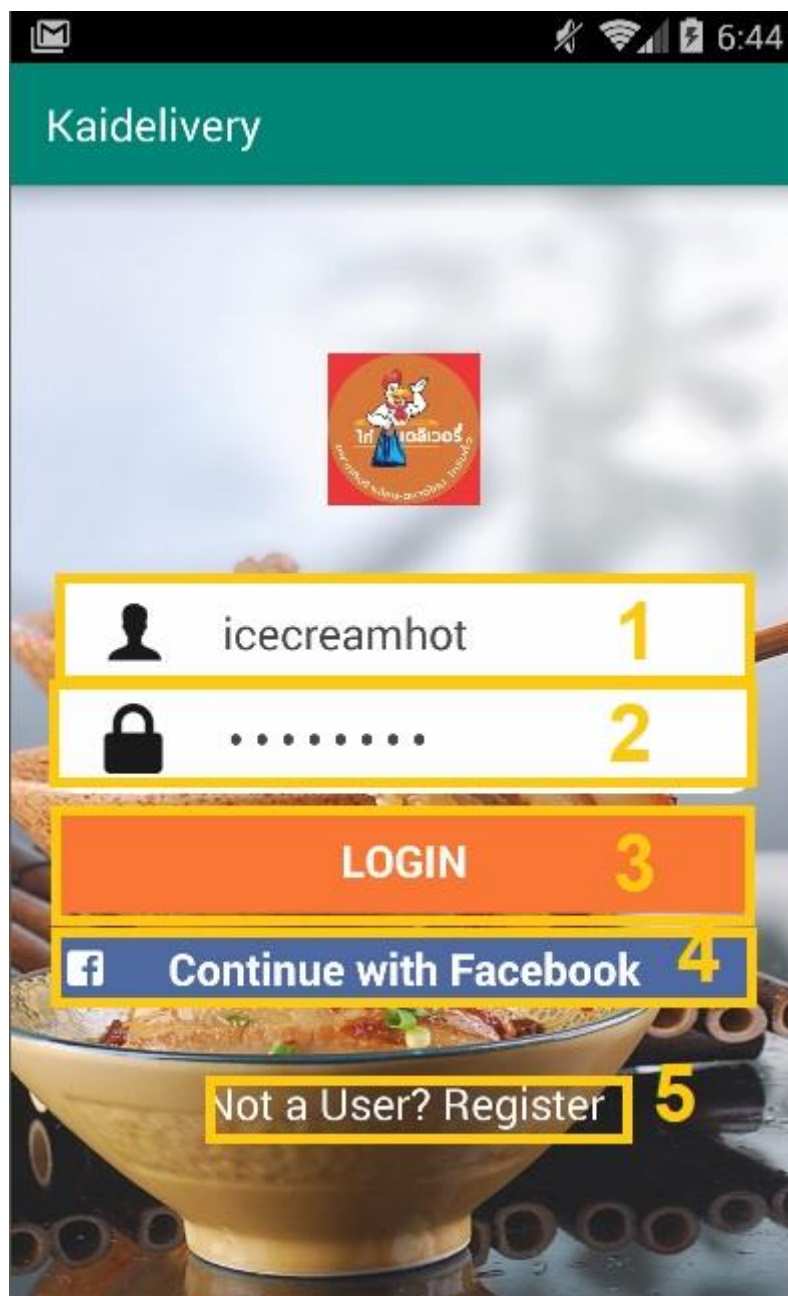 6:44
Kaidelivery
ไก่ เดลิเวอรี่
icecreamhot 1
•••••••• 2
LOGIN 3
Continue with Facebook 4
Not a User? Register 5